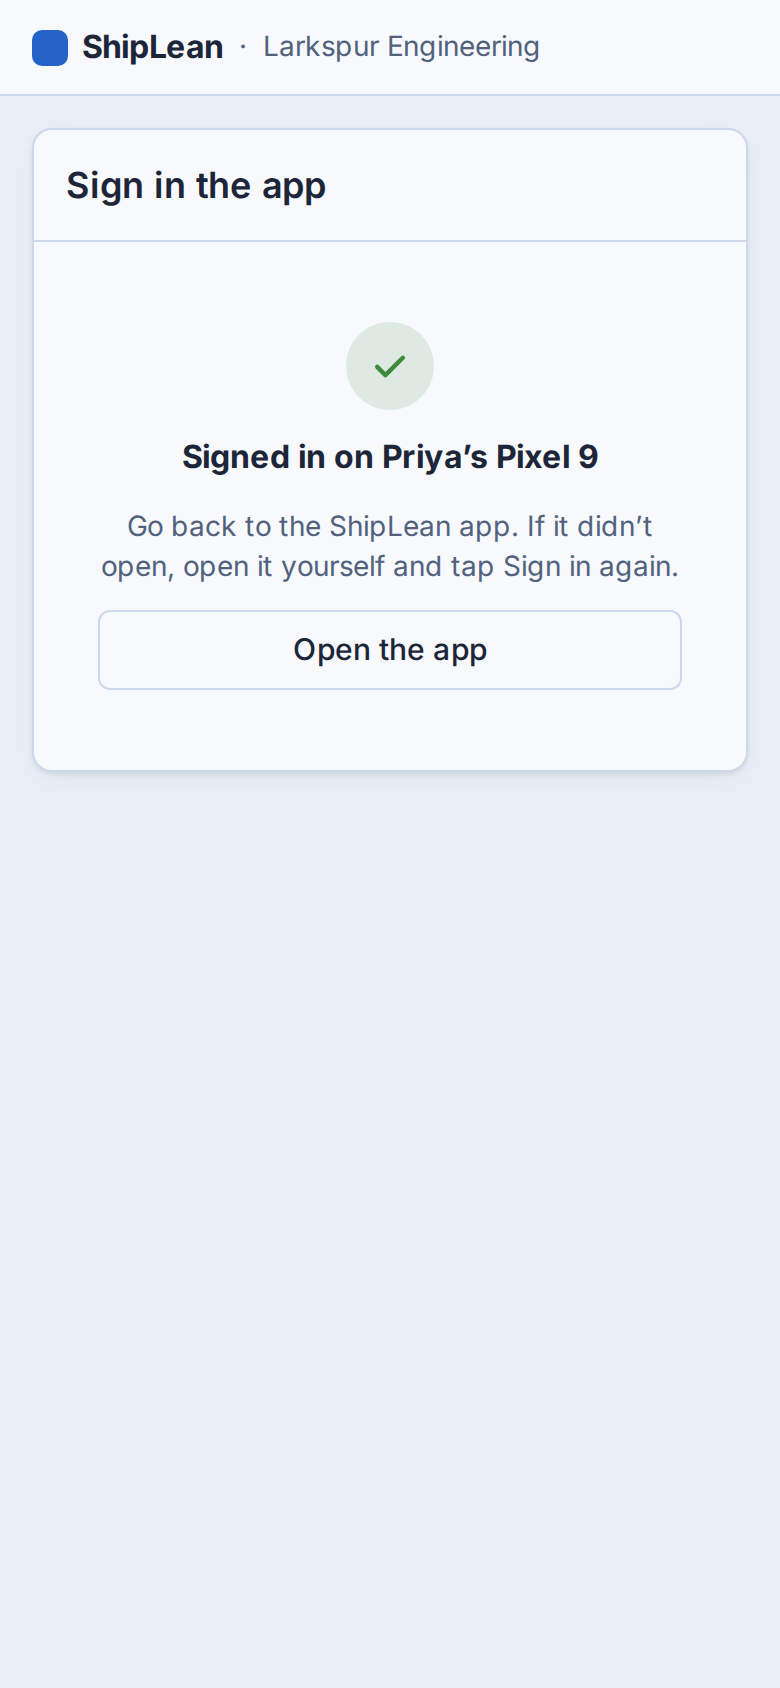 ShipLean · Larkspur Engineering
Sign in the app
Signed in on Priya’s Pixel 9
Go back to the ShipLean app. If it didn’t
open, open it yourself and tap Sign in again.
Open the app